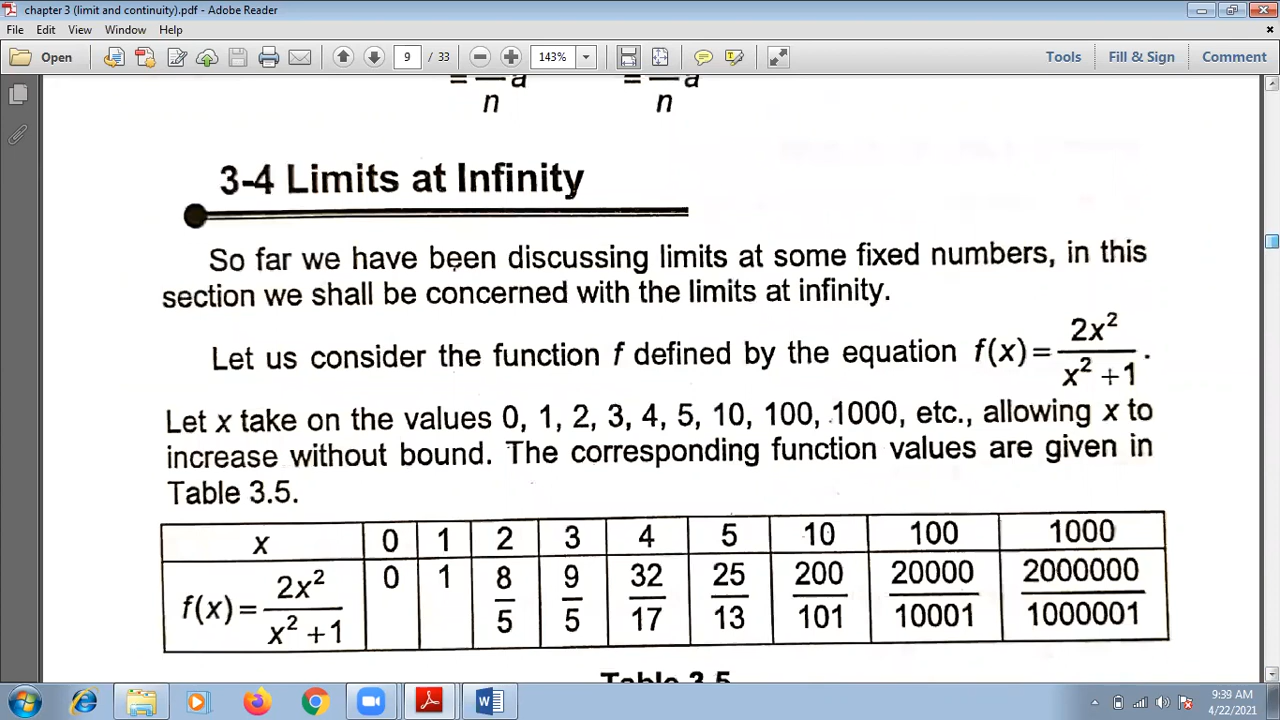 chapter 3 (limit and continuity).pdf - Adobe Reader
File Edit View Window Help
Open 9 / 33 143% Tools Fill & Sign Comment
= a = a
n n
3-4 Limits at Infinity
So far we have been discussing limits at some fixed numbers, in this
section we shall be concerned with the limits at infinity.
Let us consider the function f defined by the equation f(x) = 2x² / x² + 1 .
Let x take on the values 0, 1, 2, 3, 4, 5, 10, 100, 1000, etc., allowing x to
increase without bound. The corresponding function values are given in
Table 3.5.
x 0 1 2 3 4 5 10 100 1000
f(x) = 2x² / x² + 1 0 1 8/5 9/5 32/17 25/13 200/101 20000/10001 2000000/1000001
Table 3.5
9:39 AM
4/22/2021